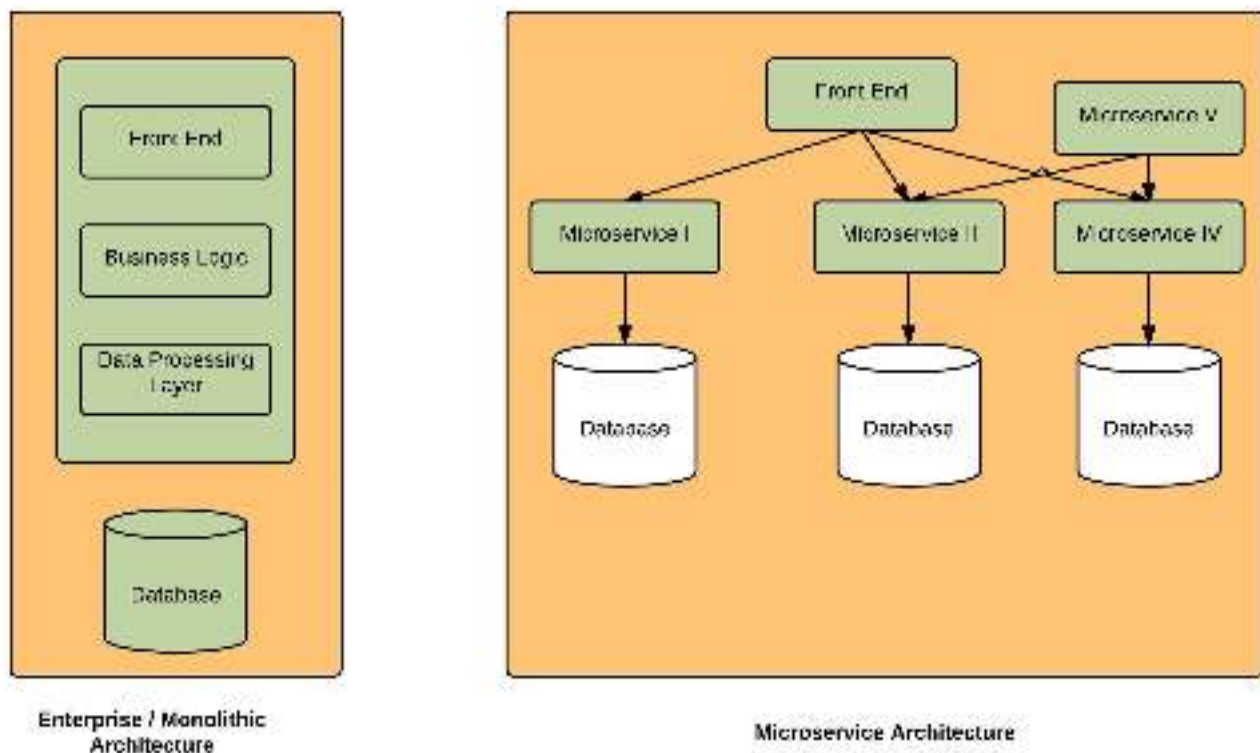 Front End
Business Logic
Data Processing
Layer
Database
Enterprise / Monolithic
Architecture
Front End
Microservice V
Microservice I
Microservice II
Microservice IV
Database
Database
Database
Microservice Architecture